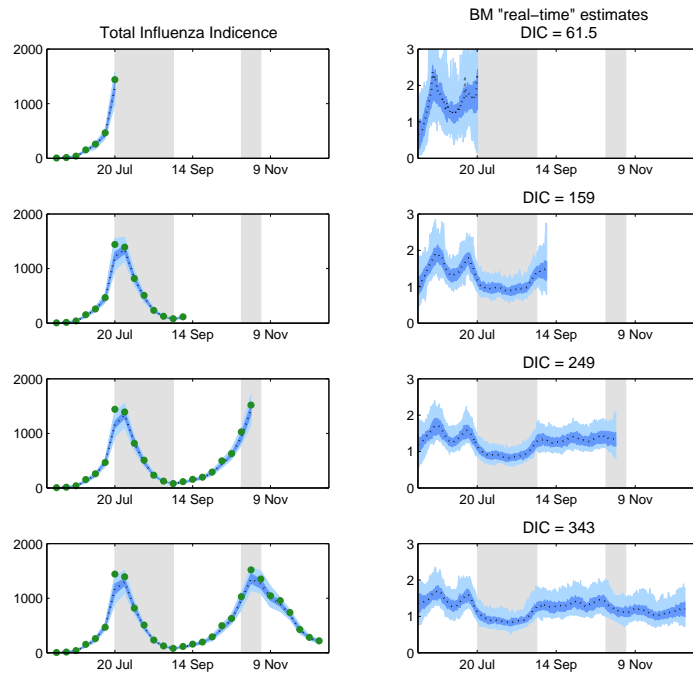 Total Influenza Indicence
BM "real−time" estimates
DIC = 61.5
2000
1000
0
20 Jul 14 Sep 9 Nov
3
2
1
0
20 Jul 14 Sep 9 Nov
DIC = 159
2000
1000
0
20 Jul 14 Sep 9 Nov
3
2
1
0
20 Jul 14 Sep 9 Nov
DIC = 249
2000
1000
0
20 Jul 14 Sep 9 Nov
3
2
1
0
20 Jul 14 Sep 9 Nov
DIC = 343
2000
1000
0
20 Jul 14 Sep 9 Nov
3
2
1
0
20 Jul 14 Sep 9 Nov